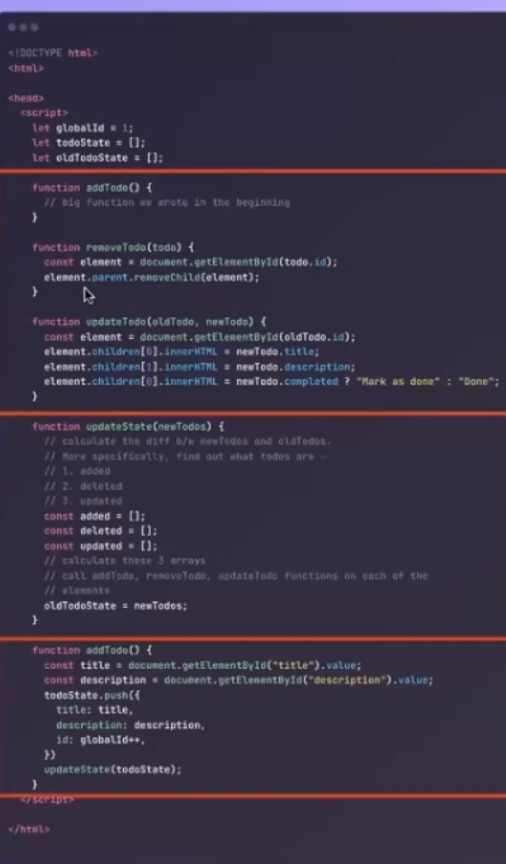 <!DOCTYPE html>
<html>
<head>
<script>
let globalId = 1;
let todoState = [];
let oldTodoState = [];
function addTodo() {
// big function we wrote in the beginning
}
function removeTodo(todo) {
const element = document.getElementById(todo.id);
element.parent.removeChild(element);
}
function updateTodo(oldTodo, newTodo) {
const element = document.getElementById(oldTodo.id);
element.children[0].innerHTML = newTodo.title;
element.children[1].innerHTML = newTodo.description;
element.children[0].innerHTML = newTodo.completed ? "Mark as done" : "Done";
}
function updateState(newTodos) {
// calculate the diff b/w newTodos and oldTodos.
// More specifically, find out what todos are -
// 1. added
// 2. deleted
// 3. updated
const added = [];
const deleted = [];
const updated = [];
// calculate these 3 arrays
// call addTodo, removeTodo, updateTodo functions on each of the
// elements
oldTodoState = newTodos;
}
function addTodo() {
const title = document.getElementById("title").value;
const description = document.getElementById("description").value;
todoState.push({
title: title,
description: description,
id: globalId++,
})
updateState(todoState);
}
</script>
</html>